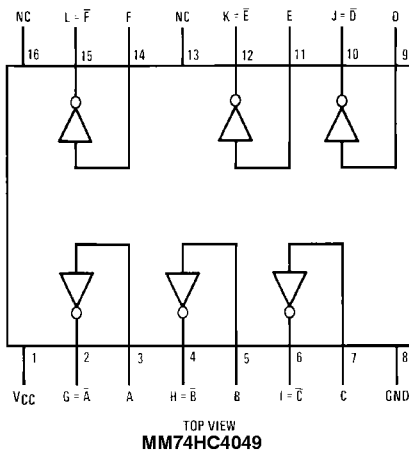 NC L = F̅ F NC K = E̅ E J = D̅ D
16 15 14 13 12 11 10 9
1 2 3 4 5 6 7 8
VCC G = A̅ A H = B̅ B I = C̅ C GND
TOP VIEW
MM74HC4049